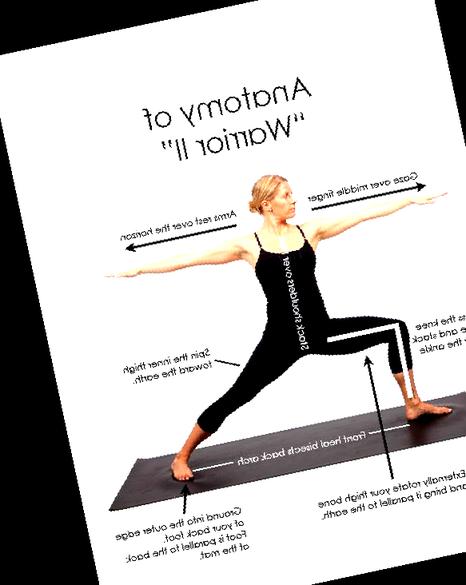 Anatomy of
"Warrior II"
Gaze over middle finger
Arms rest over the horizon
Stack shoulders over
the knee
and stack
the ankle
Spin the inner thigh
toward the earth.
Front heal bisects back arch
Externally rotate your thigh bone
and bring it parallel to the earth.
Ground into the outer edge
of your back foot.
Foot is parallel to the back
of the mat.